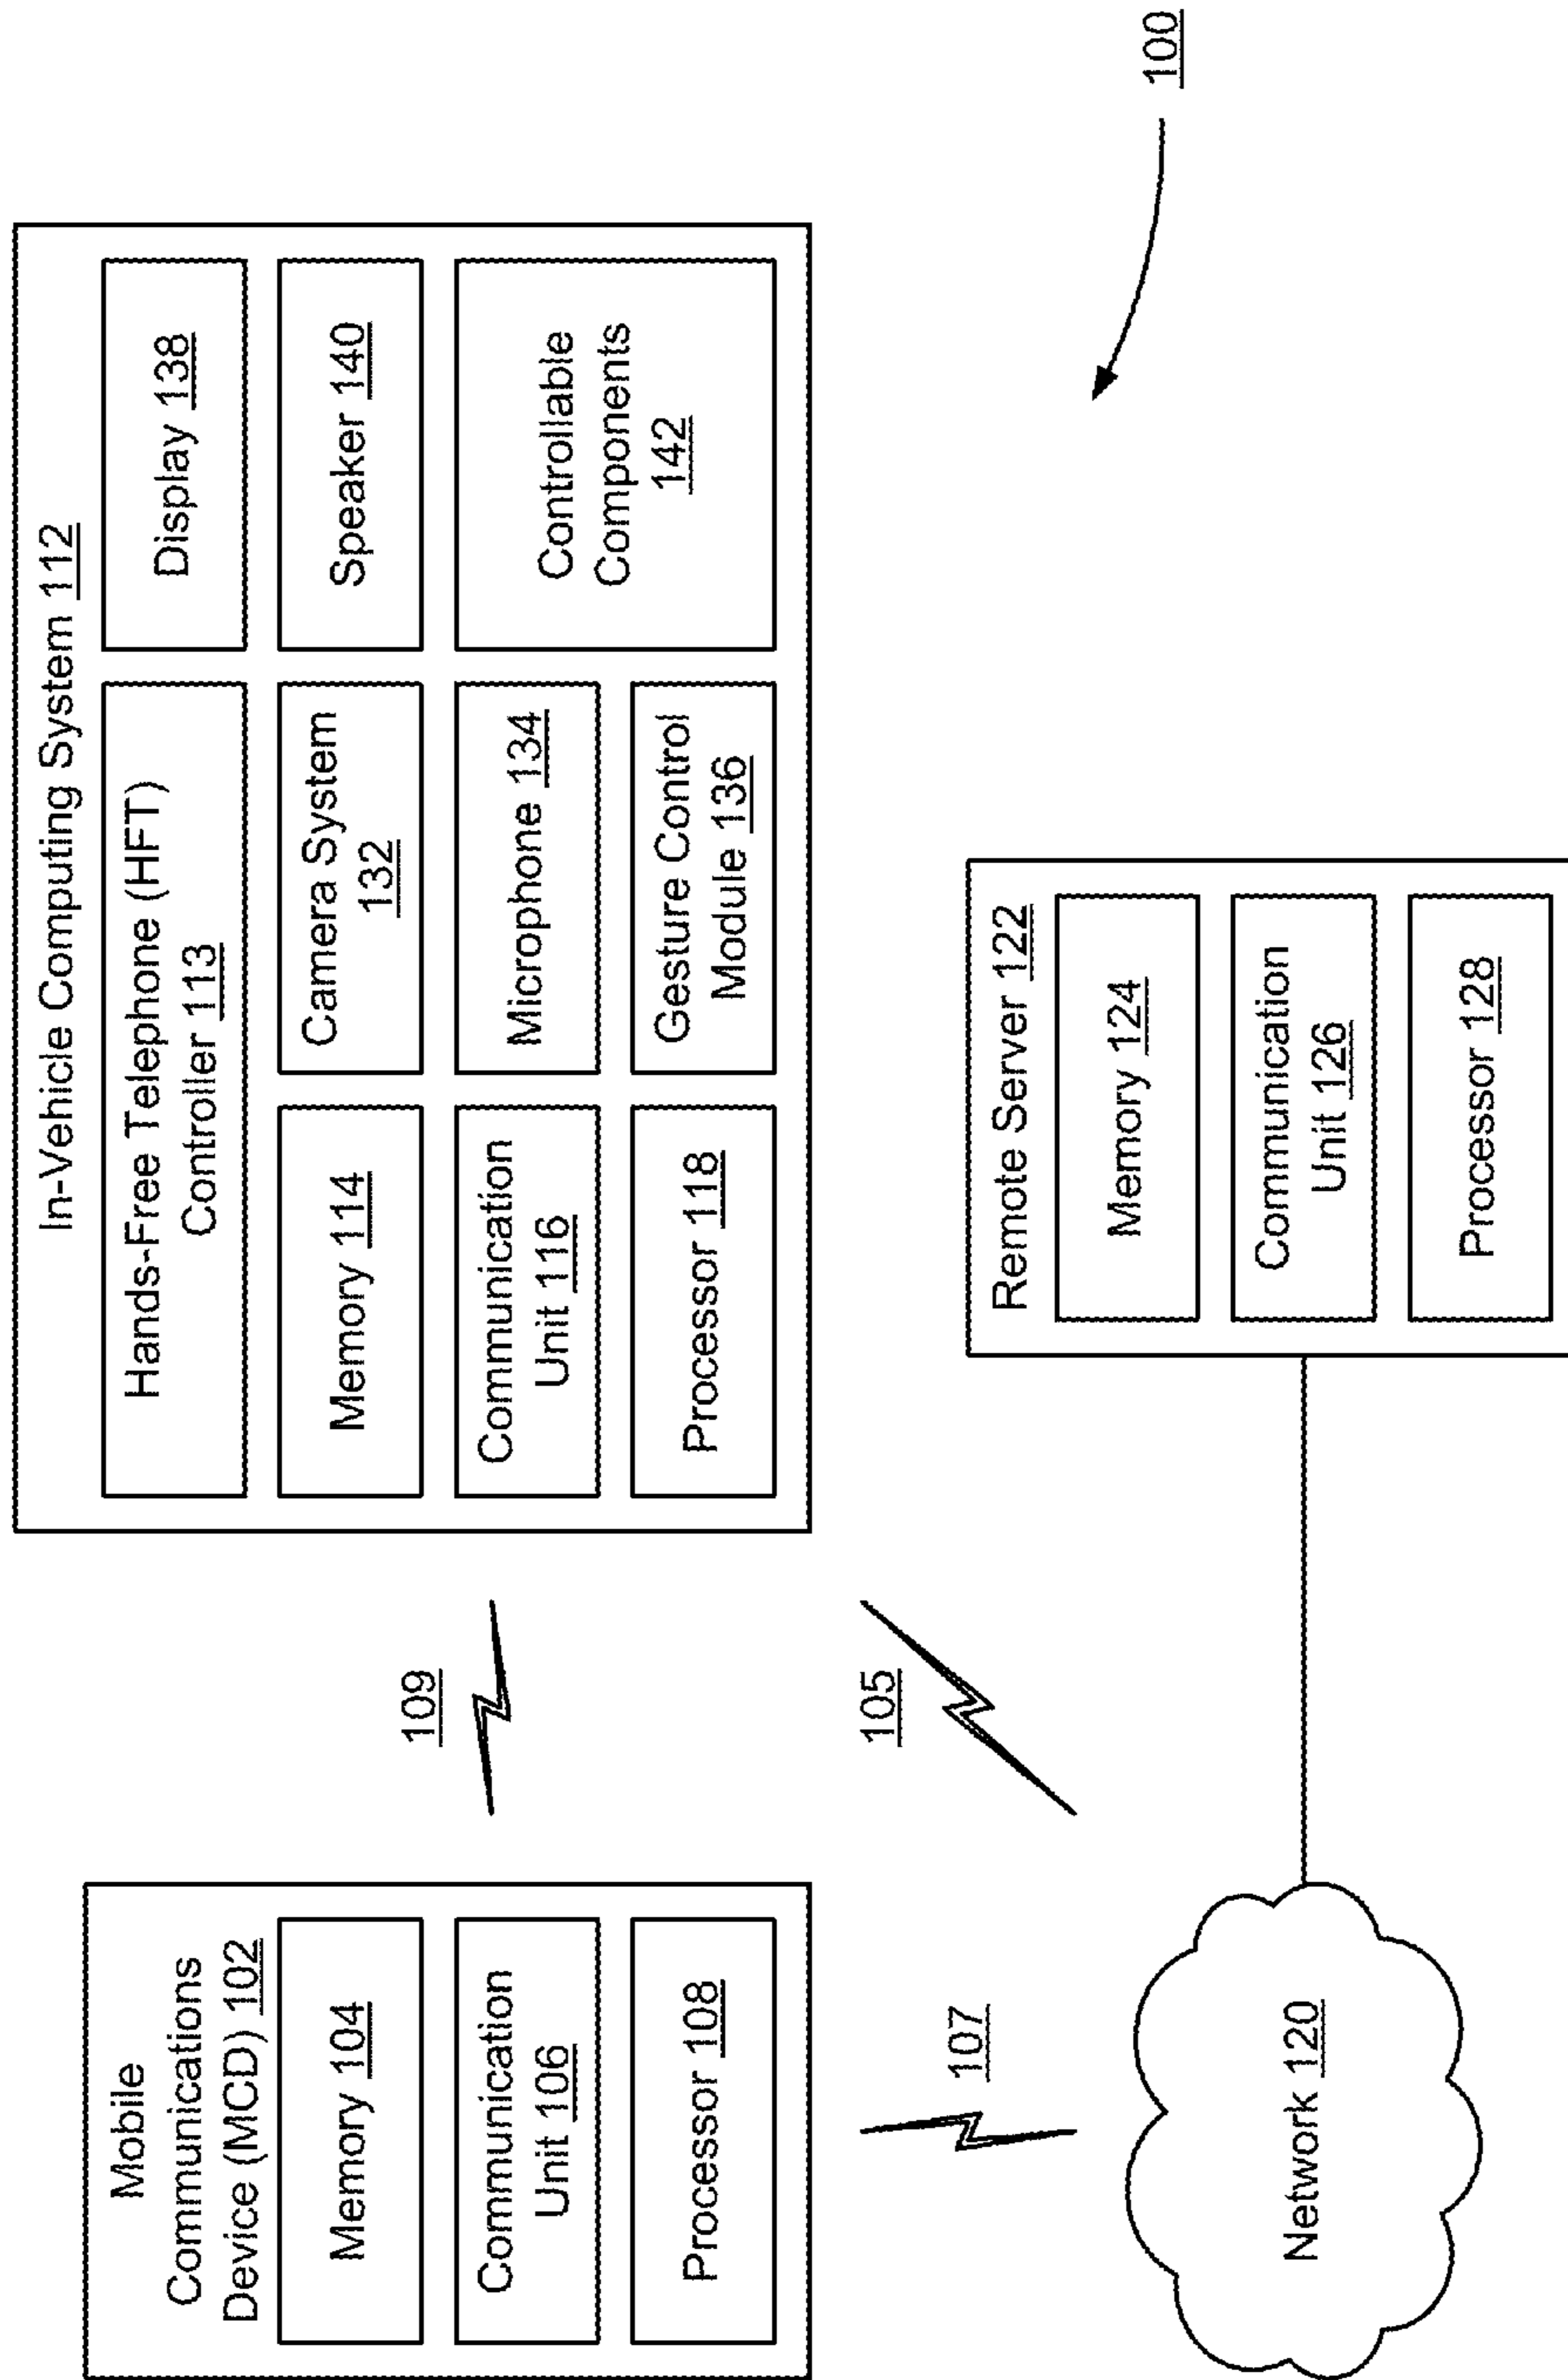 Mobile
Communications
Device (MCD) 102
Memory 104
Communication
Unit 106
Processor 108
109
In-Vehicle Computing System 112
Hands-Free Telephone (HFT)
Controller 113
Display 138
Memory 114
Camera System
132
Speaker 140
Communication
Unit 116
Microphone 134
Controllable
Components
142
Processor 118
Gesture Control
Module 136
107
105
Network 120
Remote Server 122
Memory 124
Communication
Unit 126
Processor 128
100